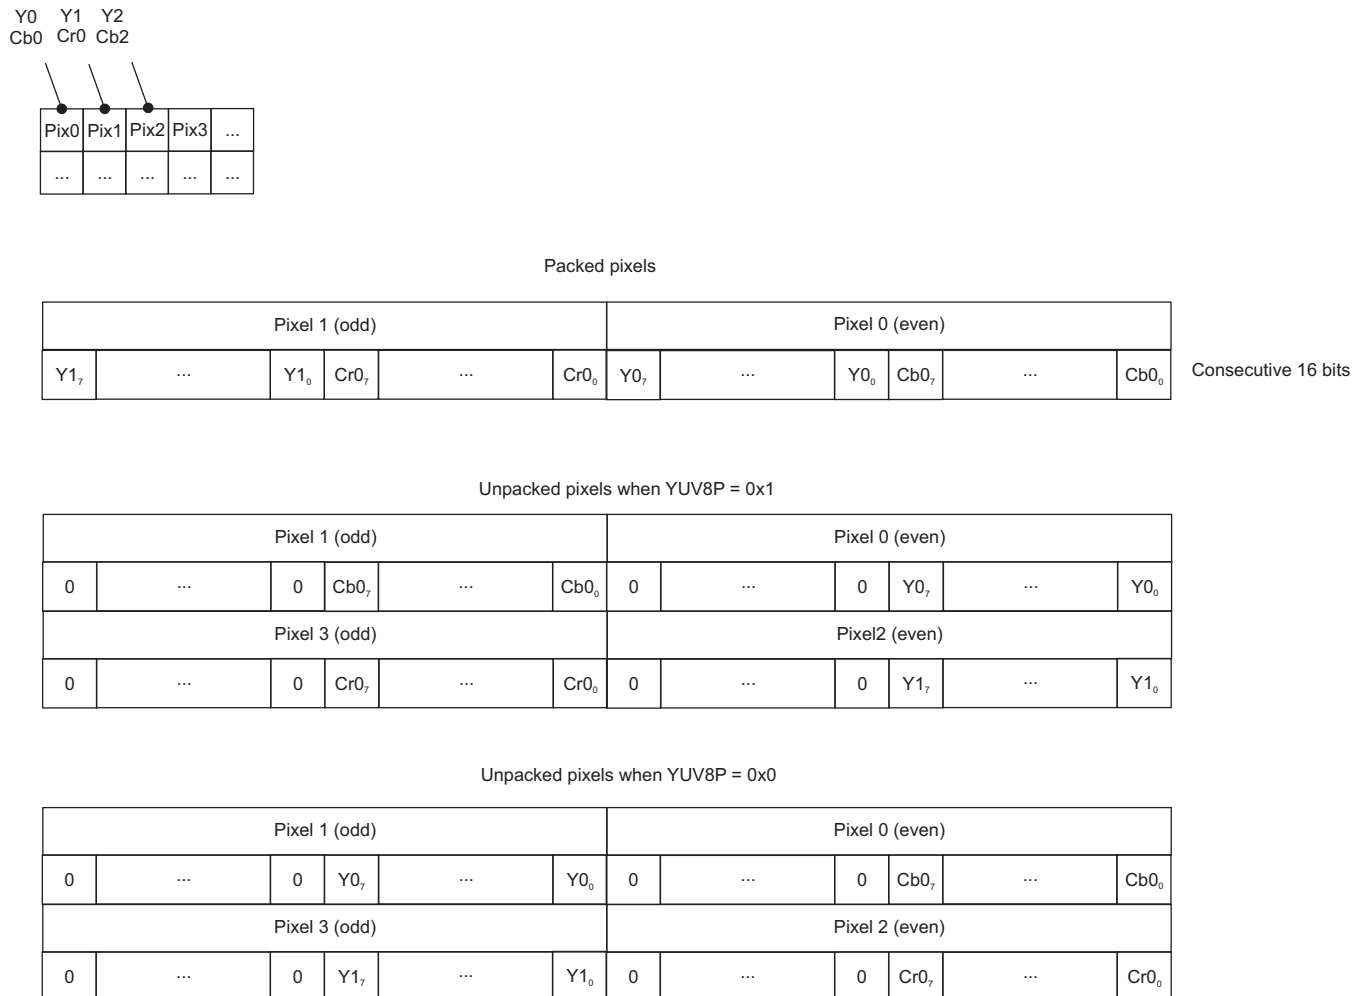 Y0 Y1 Y2
Cb0 Cr0 Cb2
Pix0 Pix1 Pix2 Pix3 ...
... ... ... ... ...
Packed pixels
Pixel 1 (odd) Pixel 0 (even)
Y1₇ ... Y1₀ Cr0₇ ... Cr0₀ Y0₇ ... Y0₀ Cb0₇ ... Cb0₀ Consecutive 16 bits
Unpacked pixels when YUV8P = 0x1
Pixel 1 (odd) Pixel 0 (even)
0 ... 0 Cb0₇ ... Cb0₀ 0 ... 0 Y0₇ ... Y0₀
Pixel 3 (odd) Pixel2 (even)
0 ... 0 Cr0₇ ... Cr0₀ 0 ... 0 Y1₇ ... Y1₀
Unpacked pixels when YUV8P = 0x0
Pixel 1 (odd) Pixel 0 (even)
0 ... 0 Y0₇ ... Y0₀ 0 ... 0 Cb0₇ ... Cb0₀
Pixel 3 (odd) Pixel 2 (even)
0 ... 0 Y1₇ ... Y1₀ 0 ... 0 Cr0₇ ... Cr0₀